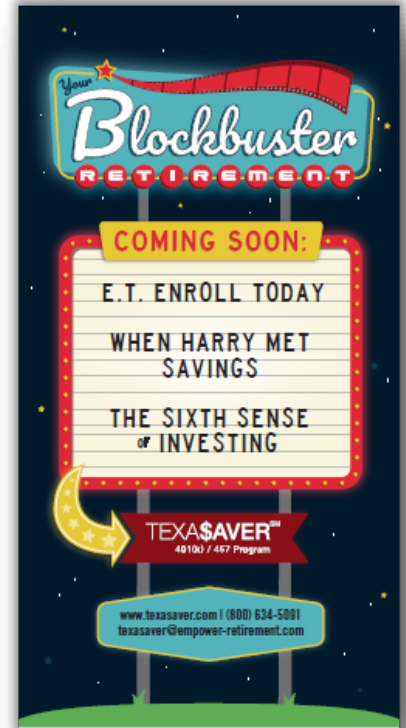 Your
Blockbuster
RETIREMENT
COMING SOON:
E.T. ENROLL TODAY
WHEN HARRY MET
SAVINGS
THE SIXTH SENSE
OF INVESTING
TEXA$AVER℠
401(k) / 457 Program
www.texasaver.com | (800) 634-5091
texasaver@empower-retirement.com